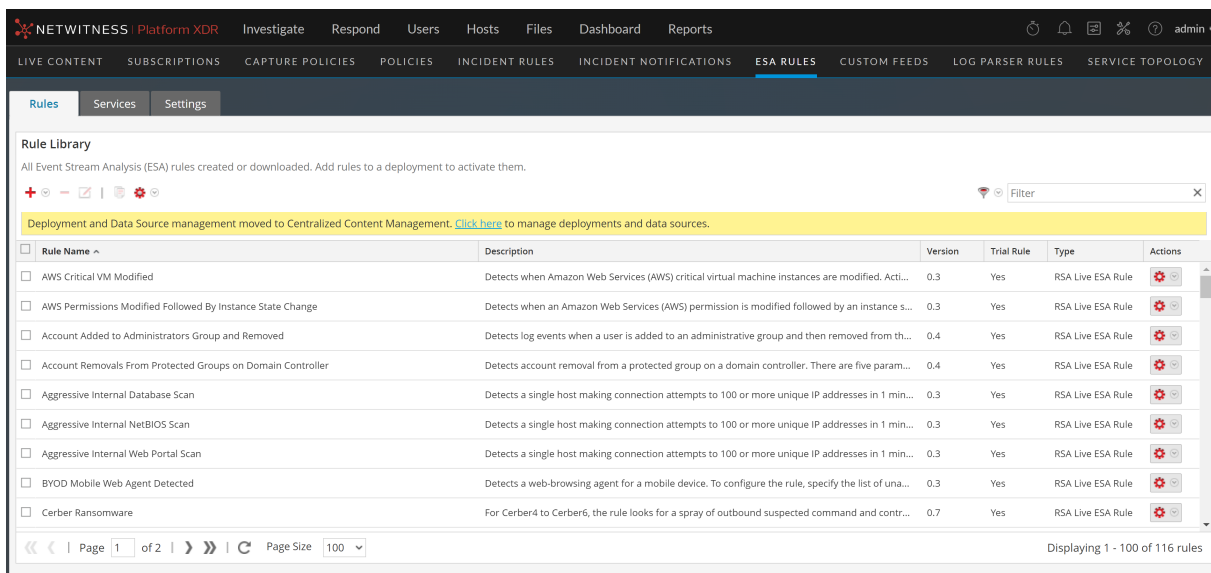 NETWITNESS | Platform XDR Investigate Respond Users Hosts Files Dashboard Reports admin
LIVE CONTENT SUBSCRIPTIONS CAPTURE POLICIES POLICIES INCIDENT RULES INCIDENT NOTIFICATIONS ESA RULES CUSTOM FEEDS LOG PARSER RULES SERVICE TOPOLOGY
Rules Services Settings
Rule Library
All Event Stream Analysis (ESA) rules created or downloaded. Add rules to a deployment to activate them.
Filter
Deployment and Data Source management moved to Centralized Content Management. Click here to manage deployments and data sources.
Rule Name Description Version Trial Rule Type Actions
AWS Critical VM Modified Detects when Amazon Web Services (AWS) critical virtual machine instances are modified. Acti... 0.3 Yes RSA Live ESA Rule
AWS Permissions Modified Followed By Instance State Change Detects when an Amazon Web Services (AWS) permission is modified followed by an instance s... 0.3 Yes RSA Live ESA Rule
Account Added to Administrators Group and Removed Detects log events when a user is added to an administrative group and then removed from th... 0.4 Yes RSA Live ESA Rule
Account Removals From Protected Groups on Domain Controller Detects account removal from a protected group on a domain controller. There are five param... 0.4 Yes RSA Live ESA Rule
Aggressive Internal Database Scan Detects a single host making connection attempts to 100 or more unique IP addresses in 1 min... 0.3 Yes RSA Live ESA Rule
Aggressive Internal NetBIOS Scan Detects a single host making connection attempts to 100 or more unique IP addresses in 1 min... 0.3 Yes RSA Live ESA Rule
Aggressive Internal Web Portal Scan Detects a single host making connection attempts to 100 or more unique IP addresses in 1 min... 0.3 Yes RSA Live ESA Rule
BYOD Mobile Web Agent Detected Detects a web-browsing agent for a mobile device. To configure the rule, specify the list of una... 0.3 Yes RSA Live ESA Rule
Cerber Ransomware For Cerber4 to Cerber6, the rule looks for a spray of outbound suspected command and contr... 0.7 Yes RSA Live ESA Rule
Page 1 of 2 Page Size 100 Displaying 1 - 100 of 116 rules